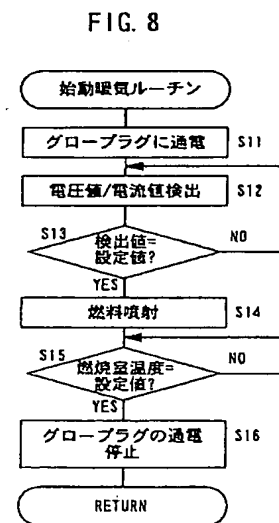 FIG. 8
始動暖気ルーチン
グロープラグに通電 S11
電圧値/電流値検出 S12
S13
検出値= NO
設定値?
YES
燃料噴射 S14
S15
燃焼室温度= NO
設定値?
YES
グロープラグの通電 S16
停止
RETURN